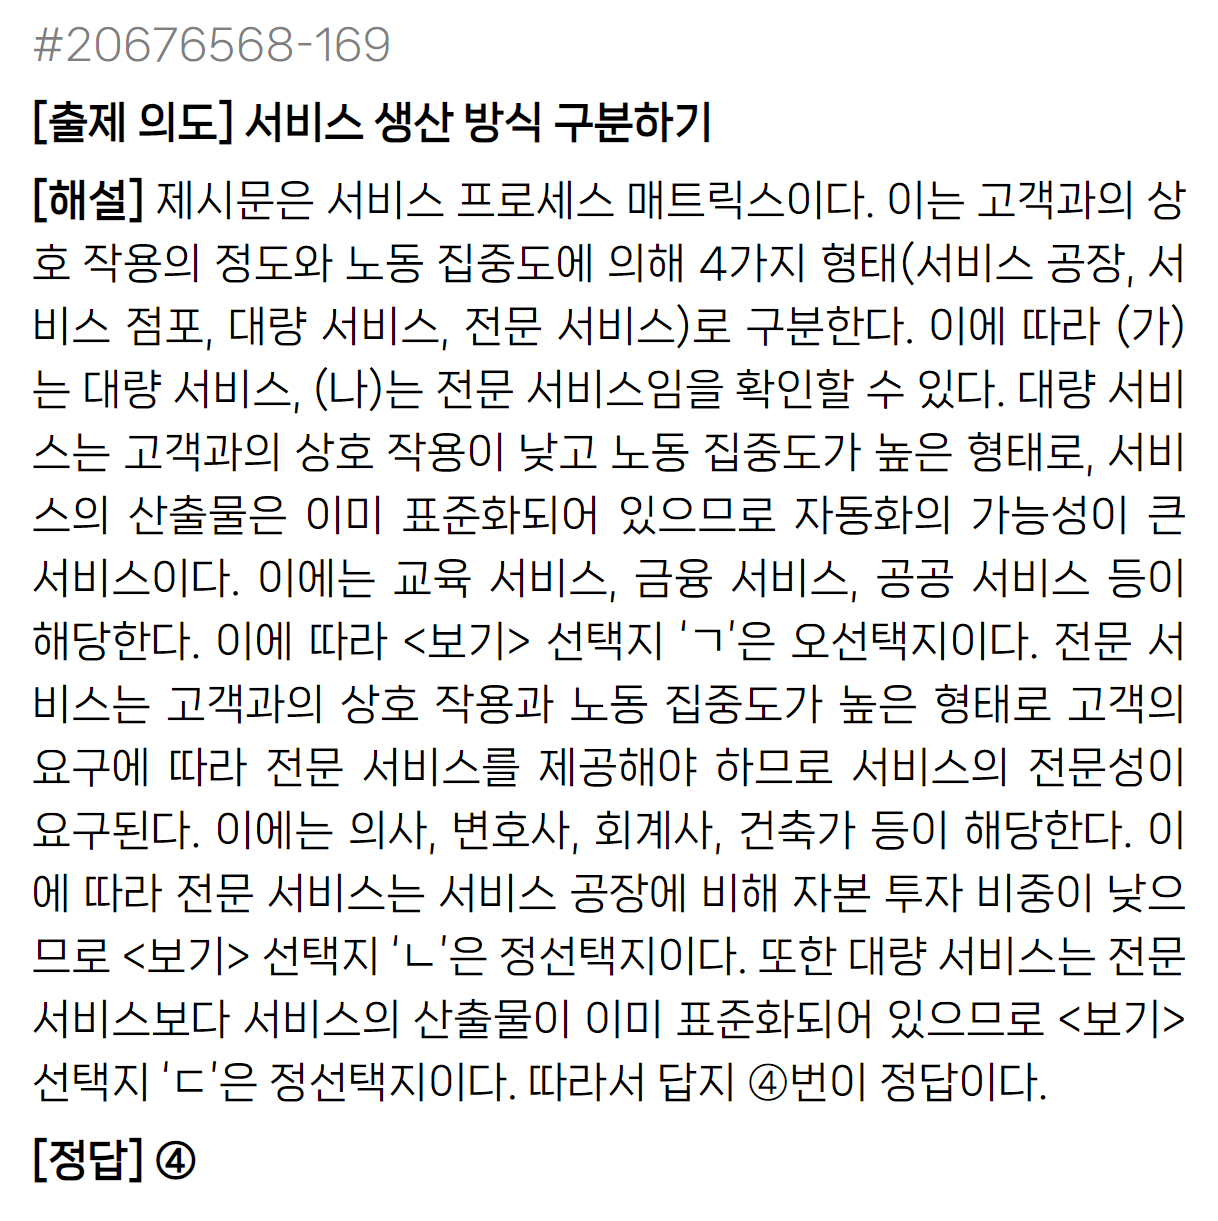 #20676568-169
[출제 의도] 서비스 생산 방식 구분하기
[해설] 제시문은 서비스 프로세스 매트릭스이다. 이는 고객과의 상
호 작용의 정도와 노동 집중도에 의해 4가지 형태(서비스 공장, 서
비스 점포, 대량 서비스, 전문 서비스)로 구분한다. 이에 따라 (가)
는 대량 서비스, (나)는 전문 서비스임을 확인할 수 있다. 대량 서비
스는 고객과의 상호 작용이 낮고 노동 집중도가 높은 형태로, 서비
스의 산출물은 이미 표준화되어 있으므로 자동화의 가능성이 큰
서비스이다. 이에는 교육 서비스, 금융 서비스, 공공 서비스 등이
해당한다. 이에 따라 <보기> 선택지 ‘ㄱ’은 오선택지이다. 전문 서
비스는 고객과의 상호 작용과 노동 집중도가 높은 형태로 고객의
요구에 따라 전문 서비스를 제공해야 하므로 서비스의 전문성이
요구된다. 이에는 의사, 변호사, 회계사, 건축가 등이 해당한다. 이
에 따라 전문 서비스는 서비스 공장에 비해 자본 투자 비중이 낮으
므로 <보기> 선택지 ‘ㄴ’은 정선택지이다. 또한 대량 서비스는 전문
서비스보다 서비스의 산출물이 이미 표준화되어 있으므로 <보기>
선택지 ‘ㄷ’은 정선택지이다. 따라서 답지 ④번이 정답이다.
[정답] ④